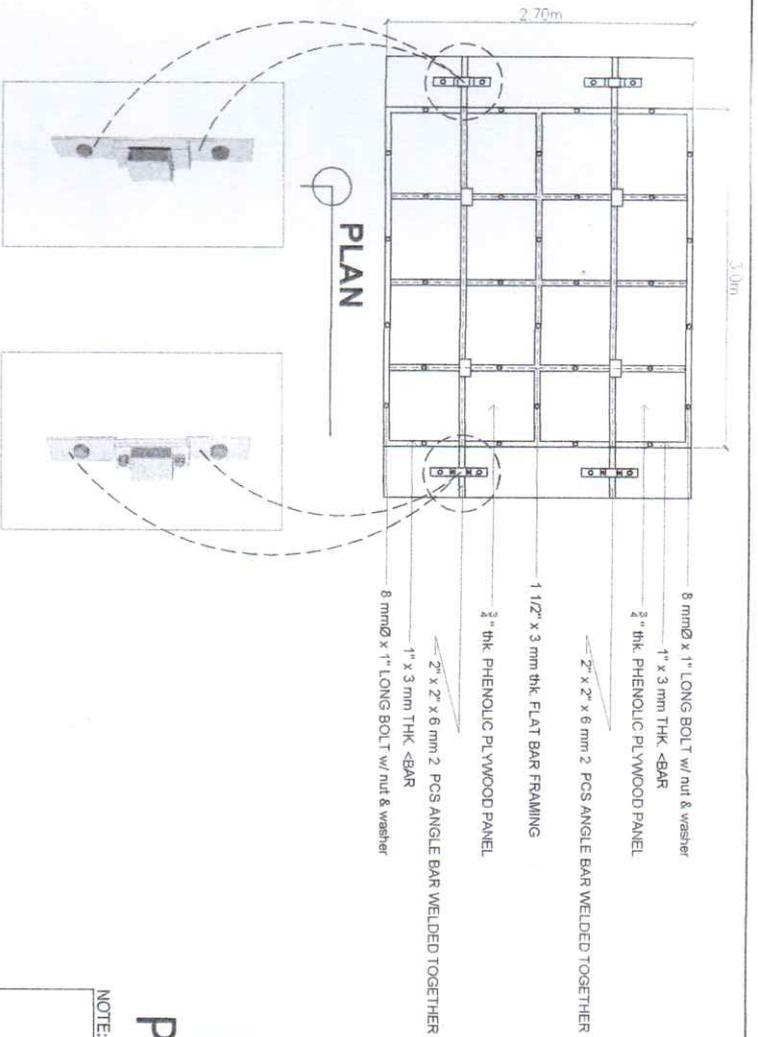 2.70m
3.0m
PLAN
8 mmØ x 1" LONG BOLT w/ nut & washer
1" x 3 mm THK. <BAR
3/4" thk. PHENOLIC PLYWOOD PANEL
2" x 2" x 6 mm 2 PCS ANGLE BAR WELDED TOGETHER
1 1/2" x 3 mm thk. FLAT BAR FRAMING
3/4" thk. PHENOLIC PLYWOOD PANEL
2" x 2" x 6 mm 2 PCS ANGLE BAR WELDED TOGETHER
1" x 3 mm THK. <BAR
8 mmØ x 1" LONG BOLT w/ nut & washer
NOTE:
P